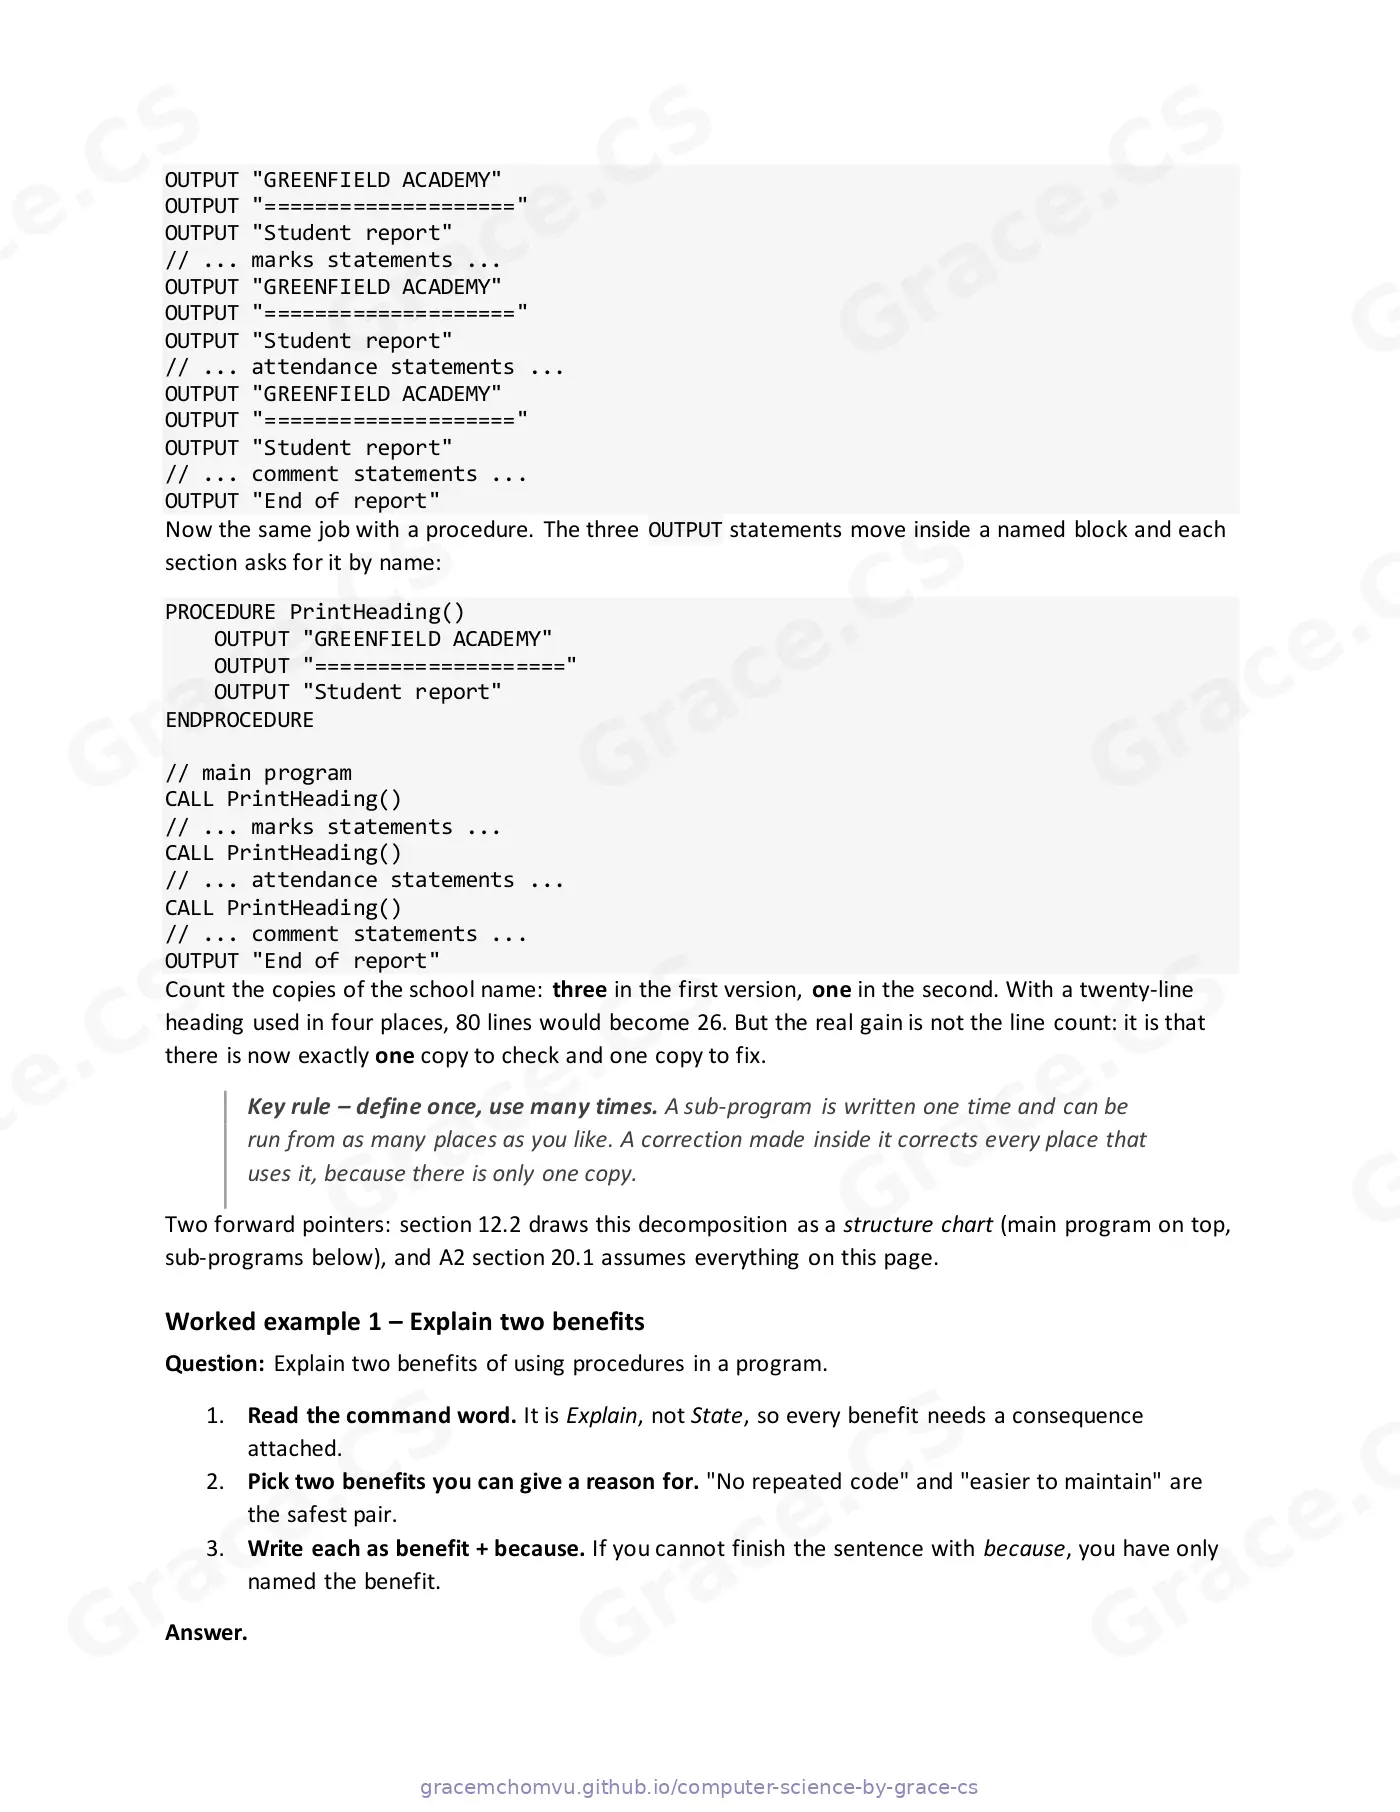 OUTPUT "GREENFIELD ACADEMY"
OUTPUT "===================="
OUTPUT "Student report"
// ... marks statements ...
OUTPUT "GREENFIELD ACADEMY"
OUTPUT "===================="
OUTPUT "Student report"
// ... attendance statements ...
OUTPUT "GREENFIELD ACADEMY"
OUTPUT "===================="
OUTPUT "Student report"
// ... comment statements ...
OUTPUT "End of report"
Now the same job with a procedure. The three OUTPUT statements move inside a named block and each
section asks for it by name:
PROCEDURE PrintHeading()
    OUTPUT "GREENFIELD ACADEMY"
    OUTPUT "===================="
    OUTPUT "Student report"
ENDPROCEDURE
// main program
CALL PrintHeading()
// ... marks statements ...
CALL PrintHeading()
// ... attendance statements ...
CALL PrintHeading()
// ... comment statements ...
OUTPUT "End of report"
Count the copies of the school name: three in the first version, one in the second. With a twenty-line
heading used in four places, 80 lines would become 26. But the real gain is not the line count: it is that
there is now exactly one copy to check and one copy to fix.
Key rule – define once, use many times. A sub-program is written one time and can be
run from as many places as you like. A correction made inside it corrects every place that
uses it, because there is only one copy.
Two forward pointers: section 12.2 draws this decomposition as a structure chart (main program on top,
sub-programs below), and A2 section 20.1 assumes everything on this page.
Worked example 1 – Explain two benefits
Question: Explain two benefits of using procedures in a program.
1. Read the command word. It is Explain, not State, so every benefit needs a consequence
attached.
2. Pick two benefits you can give a reason for. "No repeated code" and "easier to maintain" are
the safest pair.
3. Write each as benefit + because. If you cannot finish the sentence with because, you have only
named the benefit.
Answer.
gracemchomvu.github.io/computer-science-by-grace-cs
Grace.CS